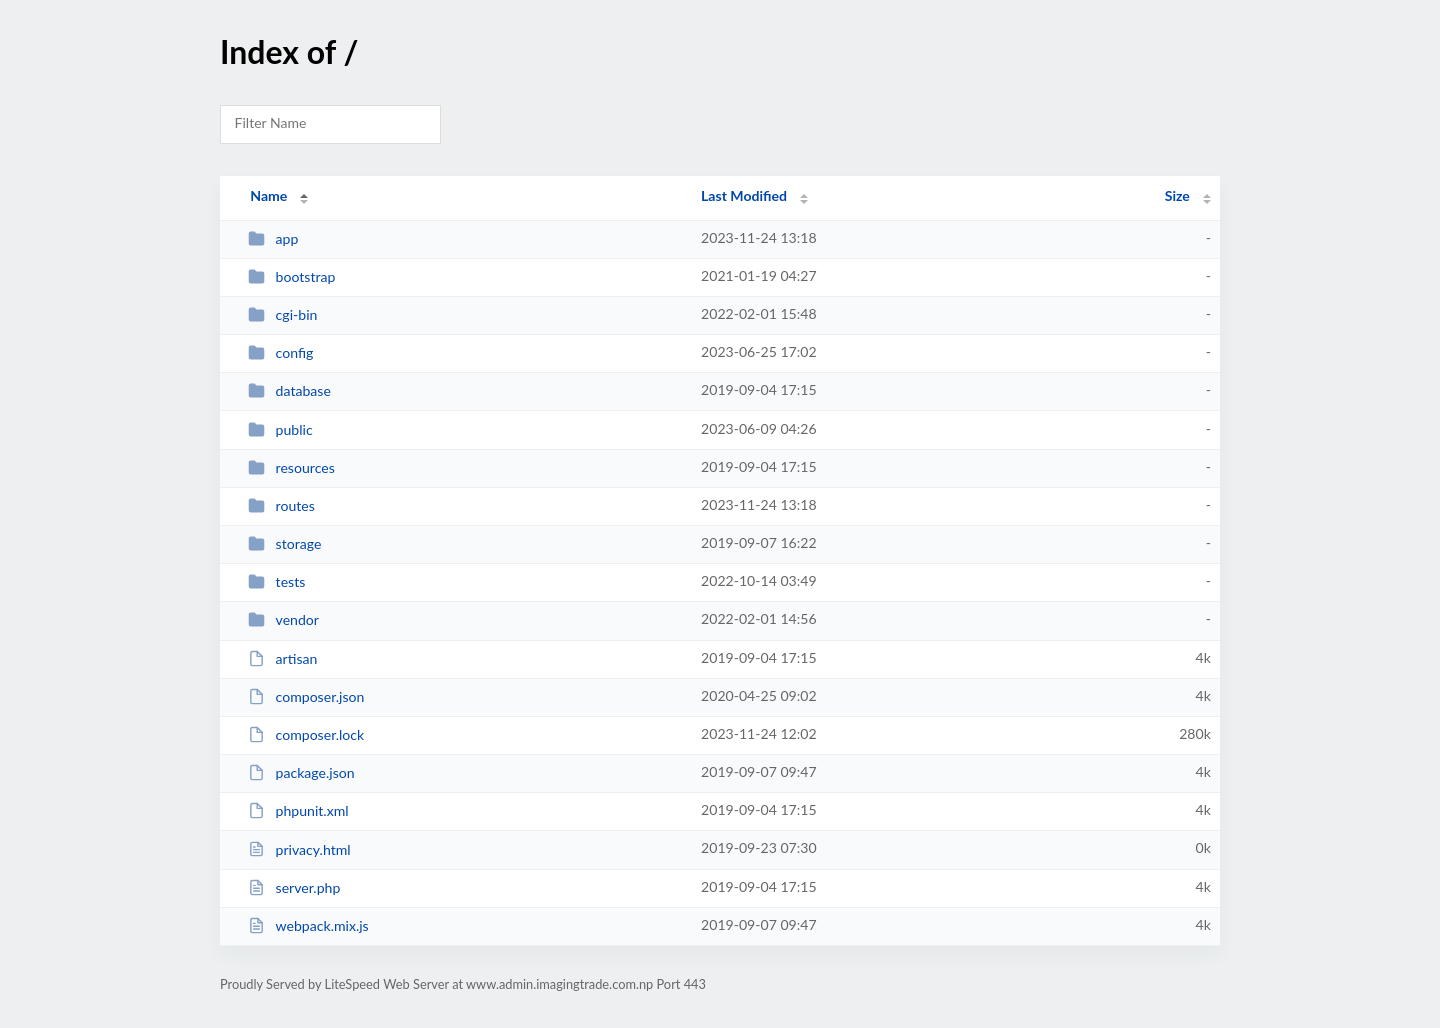 Index of /
Filter Name
Name Last Modified Size
app 2023-11-24 13:18 -
bootstrap 2021-01-19 04:27 -
cgi-bin 2022-02-01 15:48 -
config 2023-06-25 17:02 -
database 2019-09-04 17:15 -
public 2023-06-09 04:26 -
resources 2019-09-04 17:15 -
routes 2023-11-24 13:18 -
storage 2019-09-07 16:22 -
tests 2022-10-14 03:49 -
vendor 2022-02-01 14:56 -
artisan 2019-09-04 17:15 4k
composer.json 2020-04-25 09:02 4k
composer.lock 2023-11-24 12:02 280k
package.json 2019-09-07 09:47 4k
phpunit.xml 2019-09-04 17:15 4k
privacy.html 2019-09-23 07:30 0k
server.php 2019-09-04 17:15 4k
webpack.mix.js 2019-09-07 09:47 4k
Proudly Served by LiteSpeed Web Server at www.admin.imagingtrade.com.np Port 443